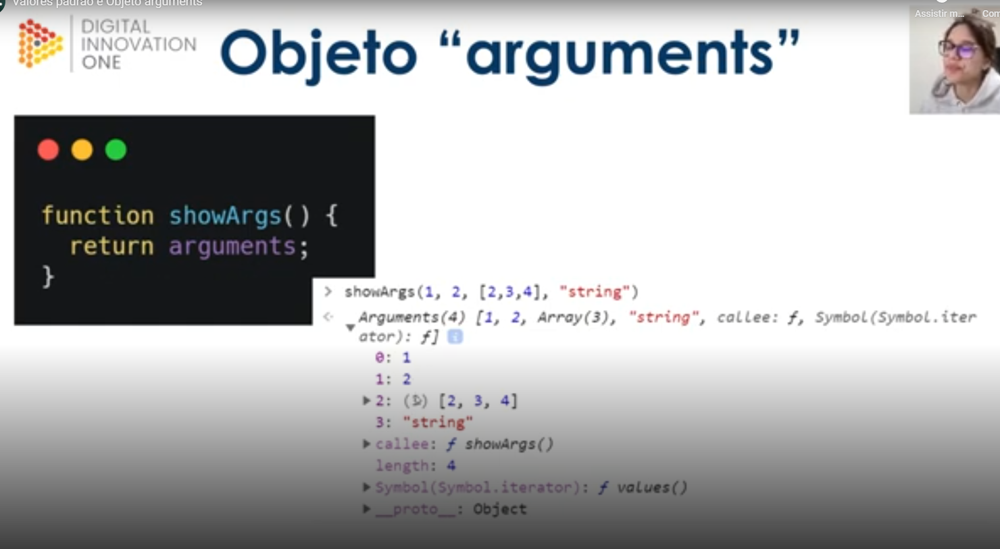 Valores padrão e Objeto arguments
Assistir m...
Com
DIGITAL
INNOVATION
ONE
Objeto “arguments”
function showArgs() {
  return arguments;
}
> showArgs(1, 2, [2,3,4], "string")
Arguments(4) [1, 2, Array(3), "string", callee: ƒ, Symbol(Symbol.iter
ator): ƒ]
0: 1
1: 2
2: [2, 3, 4]
3: "string"
callee: ƒ showArgs()
length: 4
Symbol(Symbol.iterator): ƒ values()
__proto__: Object